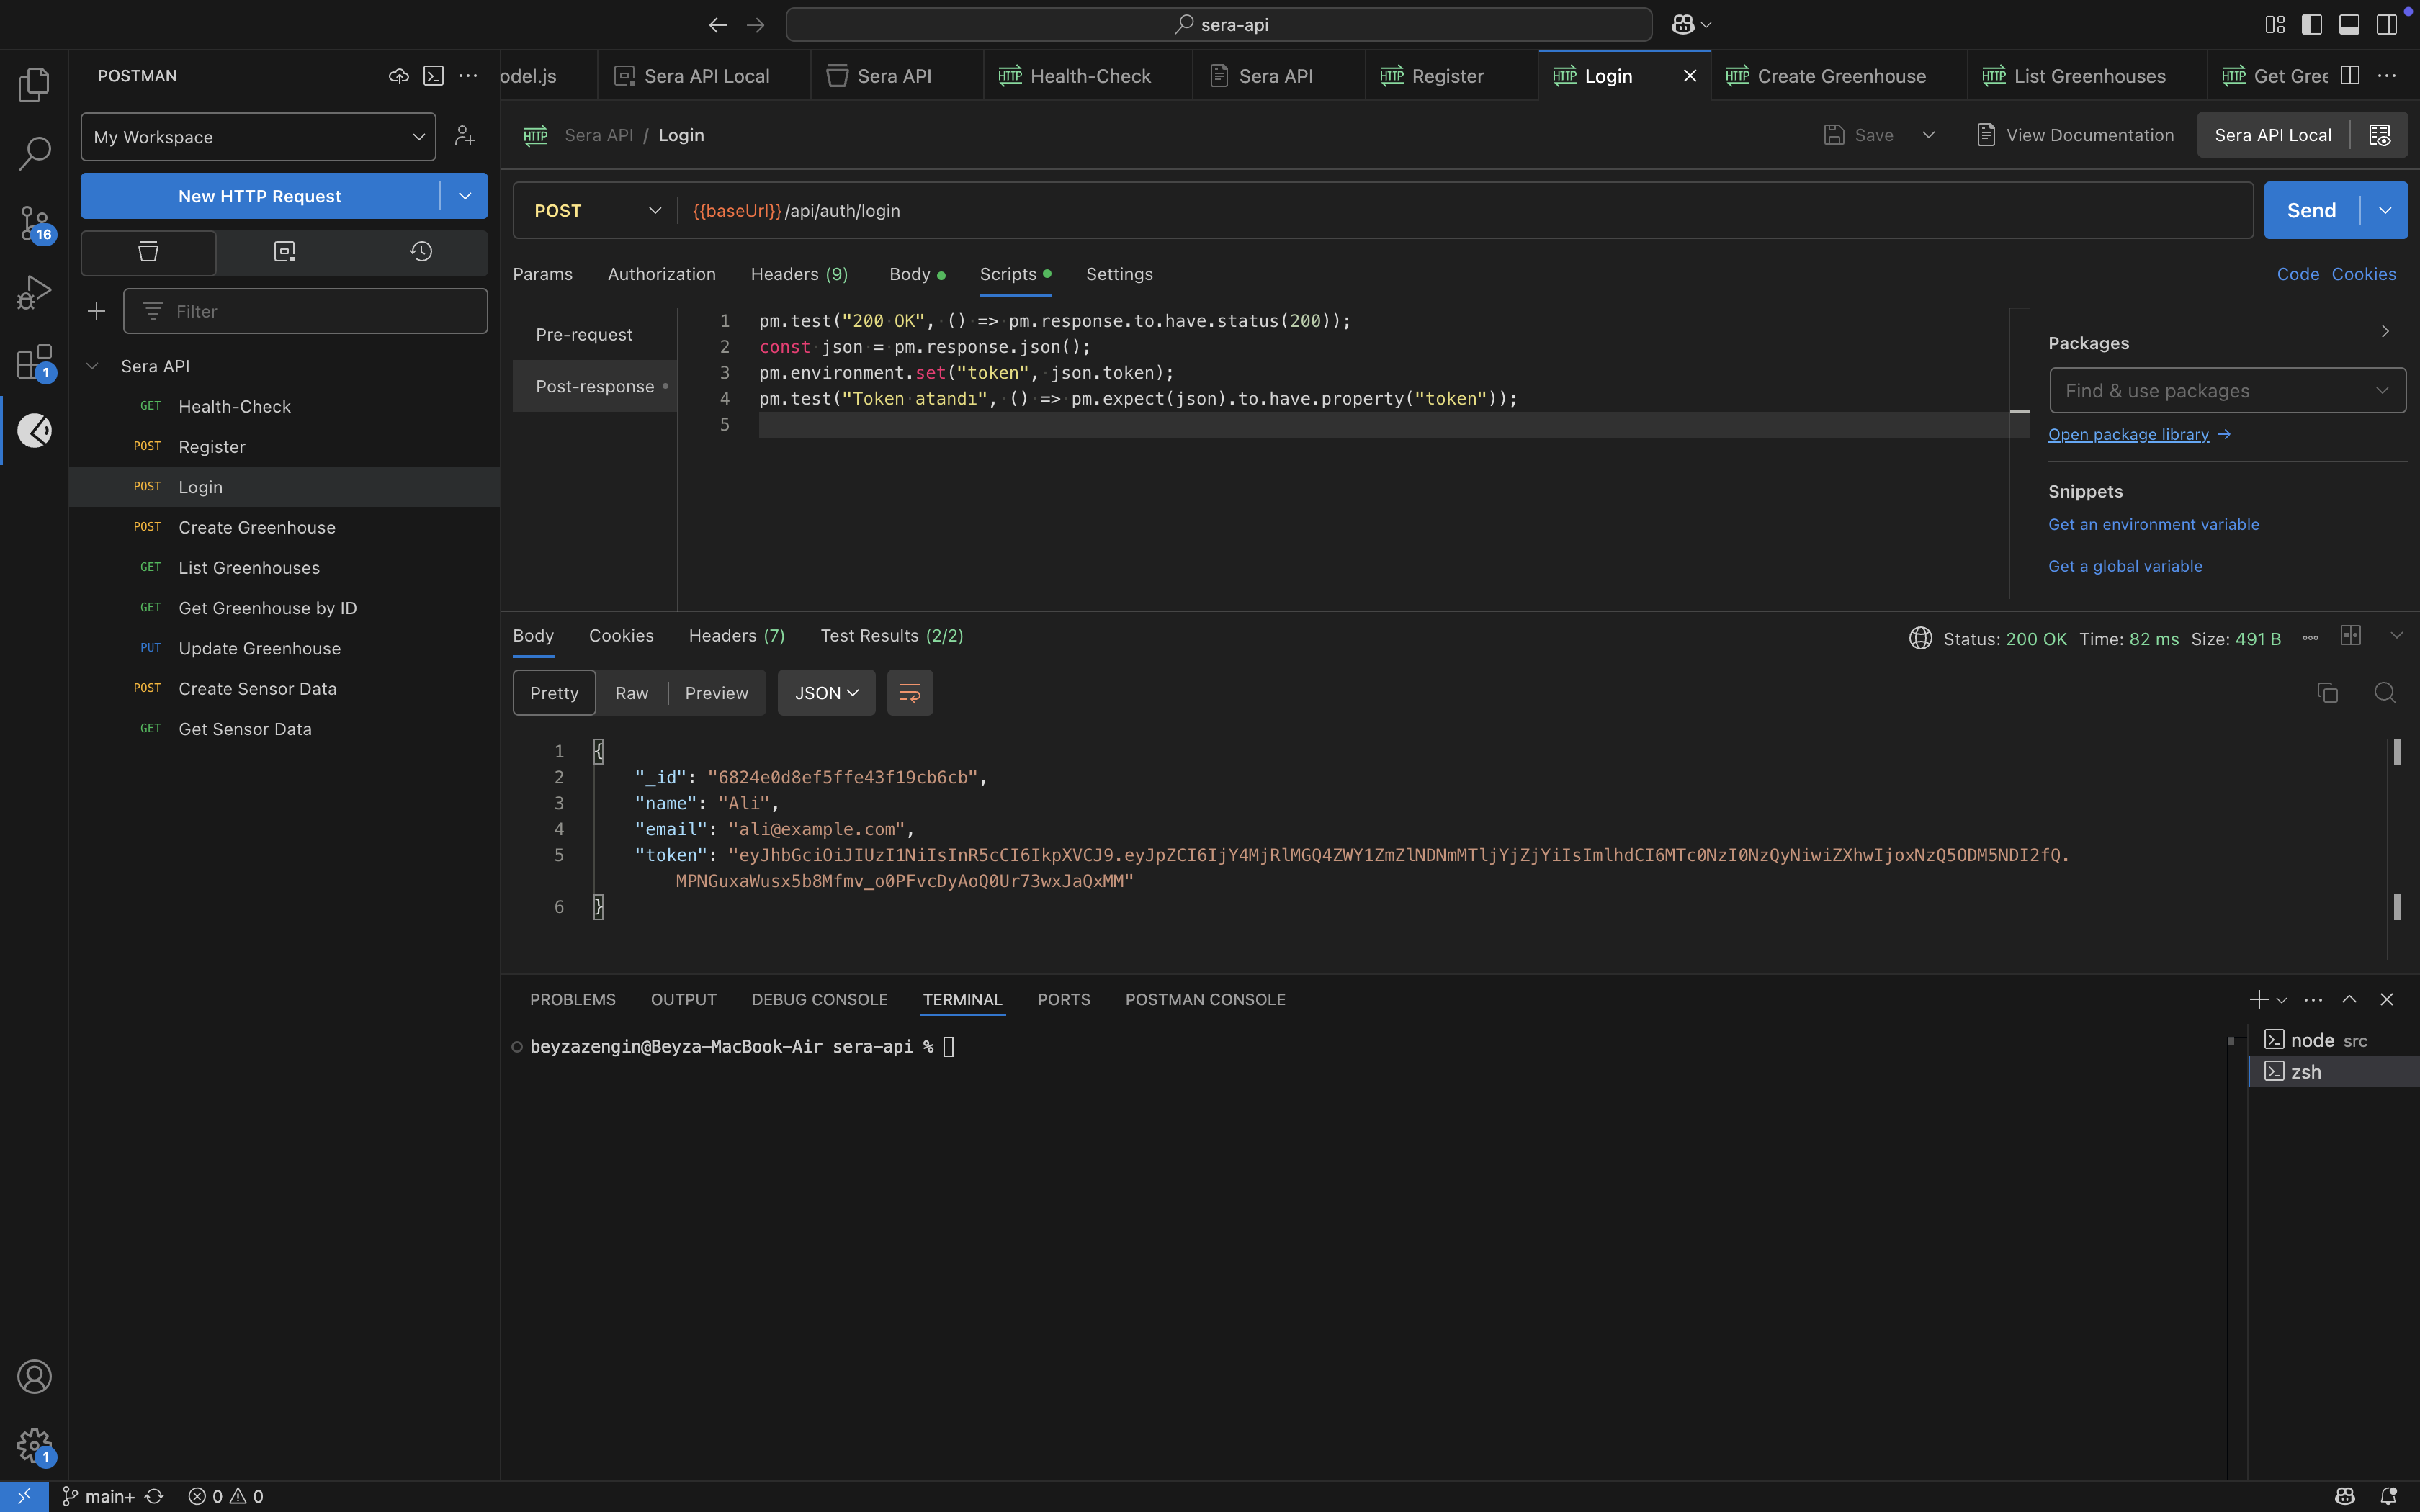 sera-api
POSTMAN
My Workspace
New HTTP Request
Filter
Sera API
GET Health-Check
POST Register
POST Login
POST Create Greenhouse
GET List Greenhouses
GET Get Greenhouse by ID
PUT Update Greenhouse
POST Create Sensor Data
GET Get Sensor Data
16
1
1
odel.js
Sera API Local
Sera API
HTTP Health-Check
Sera API
HTTP Register
HTTP Login
HTTP Create Greenhouse
HTTP List Greenhouses
HTTP Get Gree
HTTP Sera API / Login
Save
View Documentation
Sera API Local
POST {{baseUrl}}/api/auth/login
Send
Params Authorization Headers (9) Body Scripts Settings
Code Cookies
Pre-request
Post-response
1 pm.test("200 OK", () => pm.response.to.have.status(200));
2 const json = pm.response.json();
3 pm.environment.set("token", json.token);
4 pm.test("Token atandı", () => pm.expect(json).to.have.property("token"));
5
Packages
Find & use packages
Open package library →
Snippets
Get an environment variable
Get a global variable
Body Cookies Headers (7) Test Results (2/2)
Status: 200 OK Time: 82 ms Size: 491 B
Pretty Raw Preview JSON
1 {
2 "_id": "6824e0d8ef5ffe43f19cb6cb",
3 "name": "Ali",
4 "email": "ali@example.com",
5 "token": "eyJhbGciOiJIUzI1NiIsInR5cCI6IkpXVCJ9.eyJpZCI6IjY4MjRlMGQ4ZWY1ZmZlNDNmMTljYjZjYiIsImlhdCI6MTc0NzI0NzQyNiwiZXhwIjoxNzQ5ODM5NDI2fQ.
MPNGuxaWusx5b8Mfmv_o0PFvcDyAoQ0Ur73wxJaQxMM"
6 }
PROBLEMS OUTPUT DEBUG CONSOLE TERMINAL PORTS POSTMAN CONSOLE
beyzazengin@Beyza-MacBook-Air sera-api %
node src
zsh
main+ 0 0